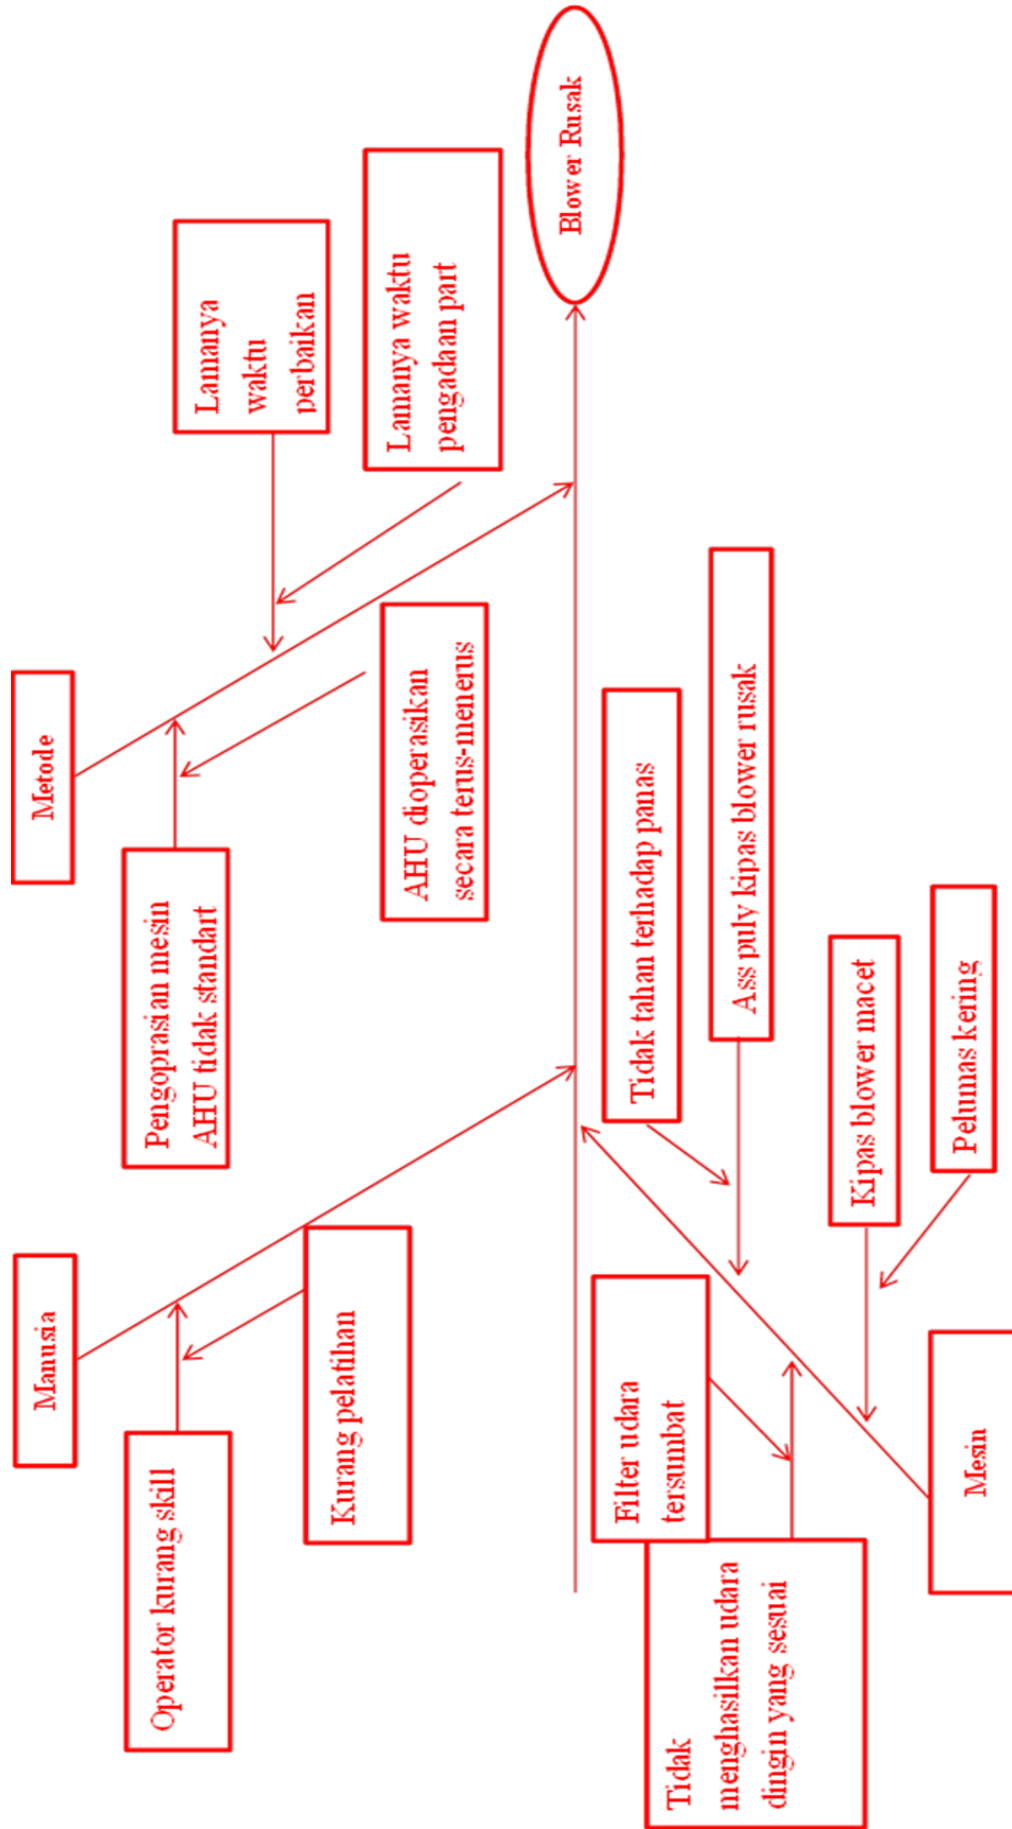 Manusia
Metode
Operator kurang skill
Kurang pelatihan
Pengoprasian mesin
AHU tidak standart
AHU dioperasikan
secara terus-menerus
Lamanya
waktu
perbaikan
Lamanya waktu
pengadaan part
Blower Rusak
Tidak
menghasilkan udara
dingin yang sesuai
Filter udara
tersumbat
Tidak tahan terhadap panas
Ass puly kipas blower rusak
Kipas blower macet
Pelumas kering
Mesin